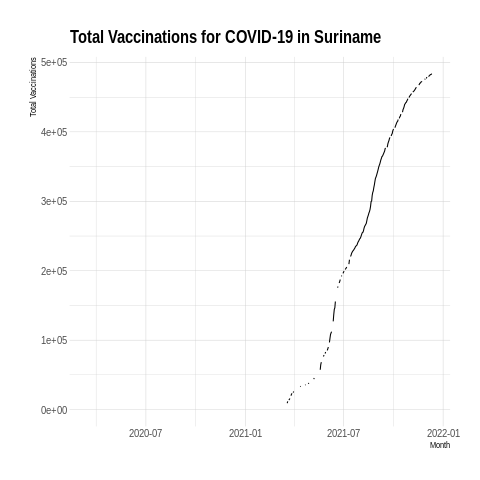 Total Vaccinations for COVID-19 in Suriname
Total Vaccinations
5e+05
4e+05
3e+05
2e+05
1e+05
0e+00
2020-07
2021-01
2021-07
2022-01
Month